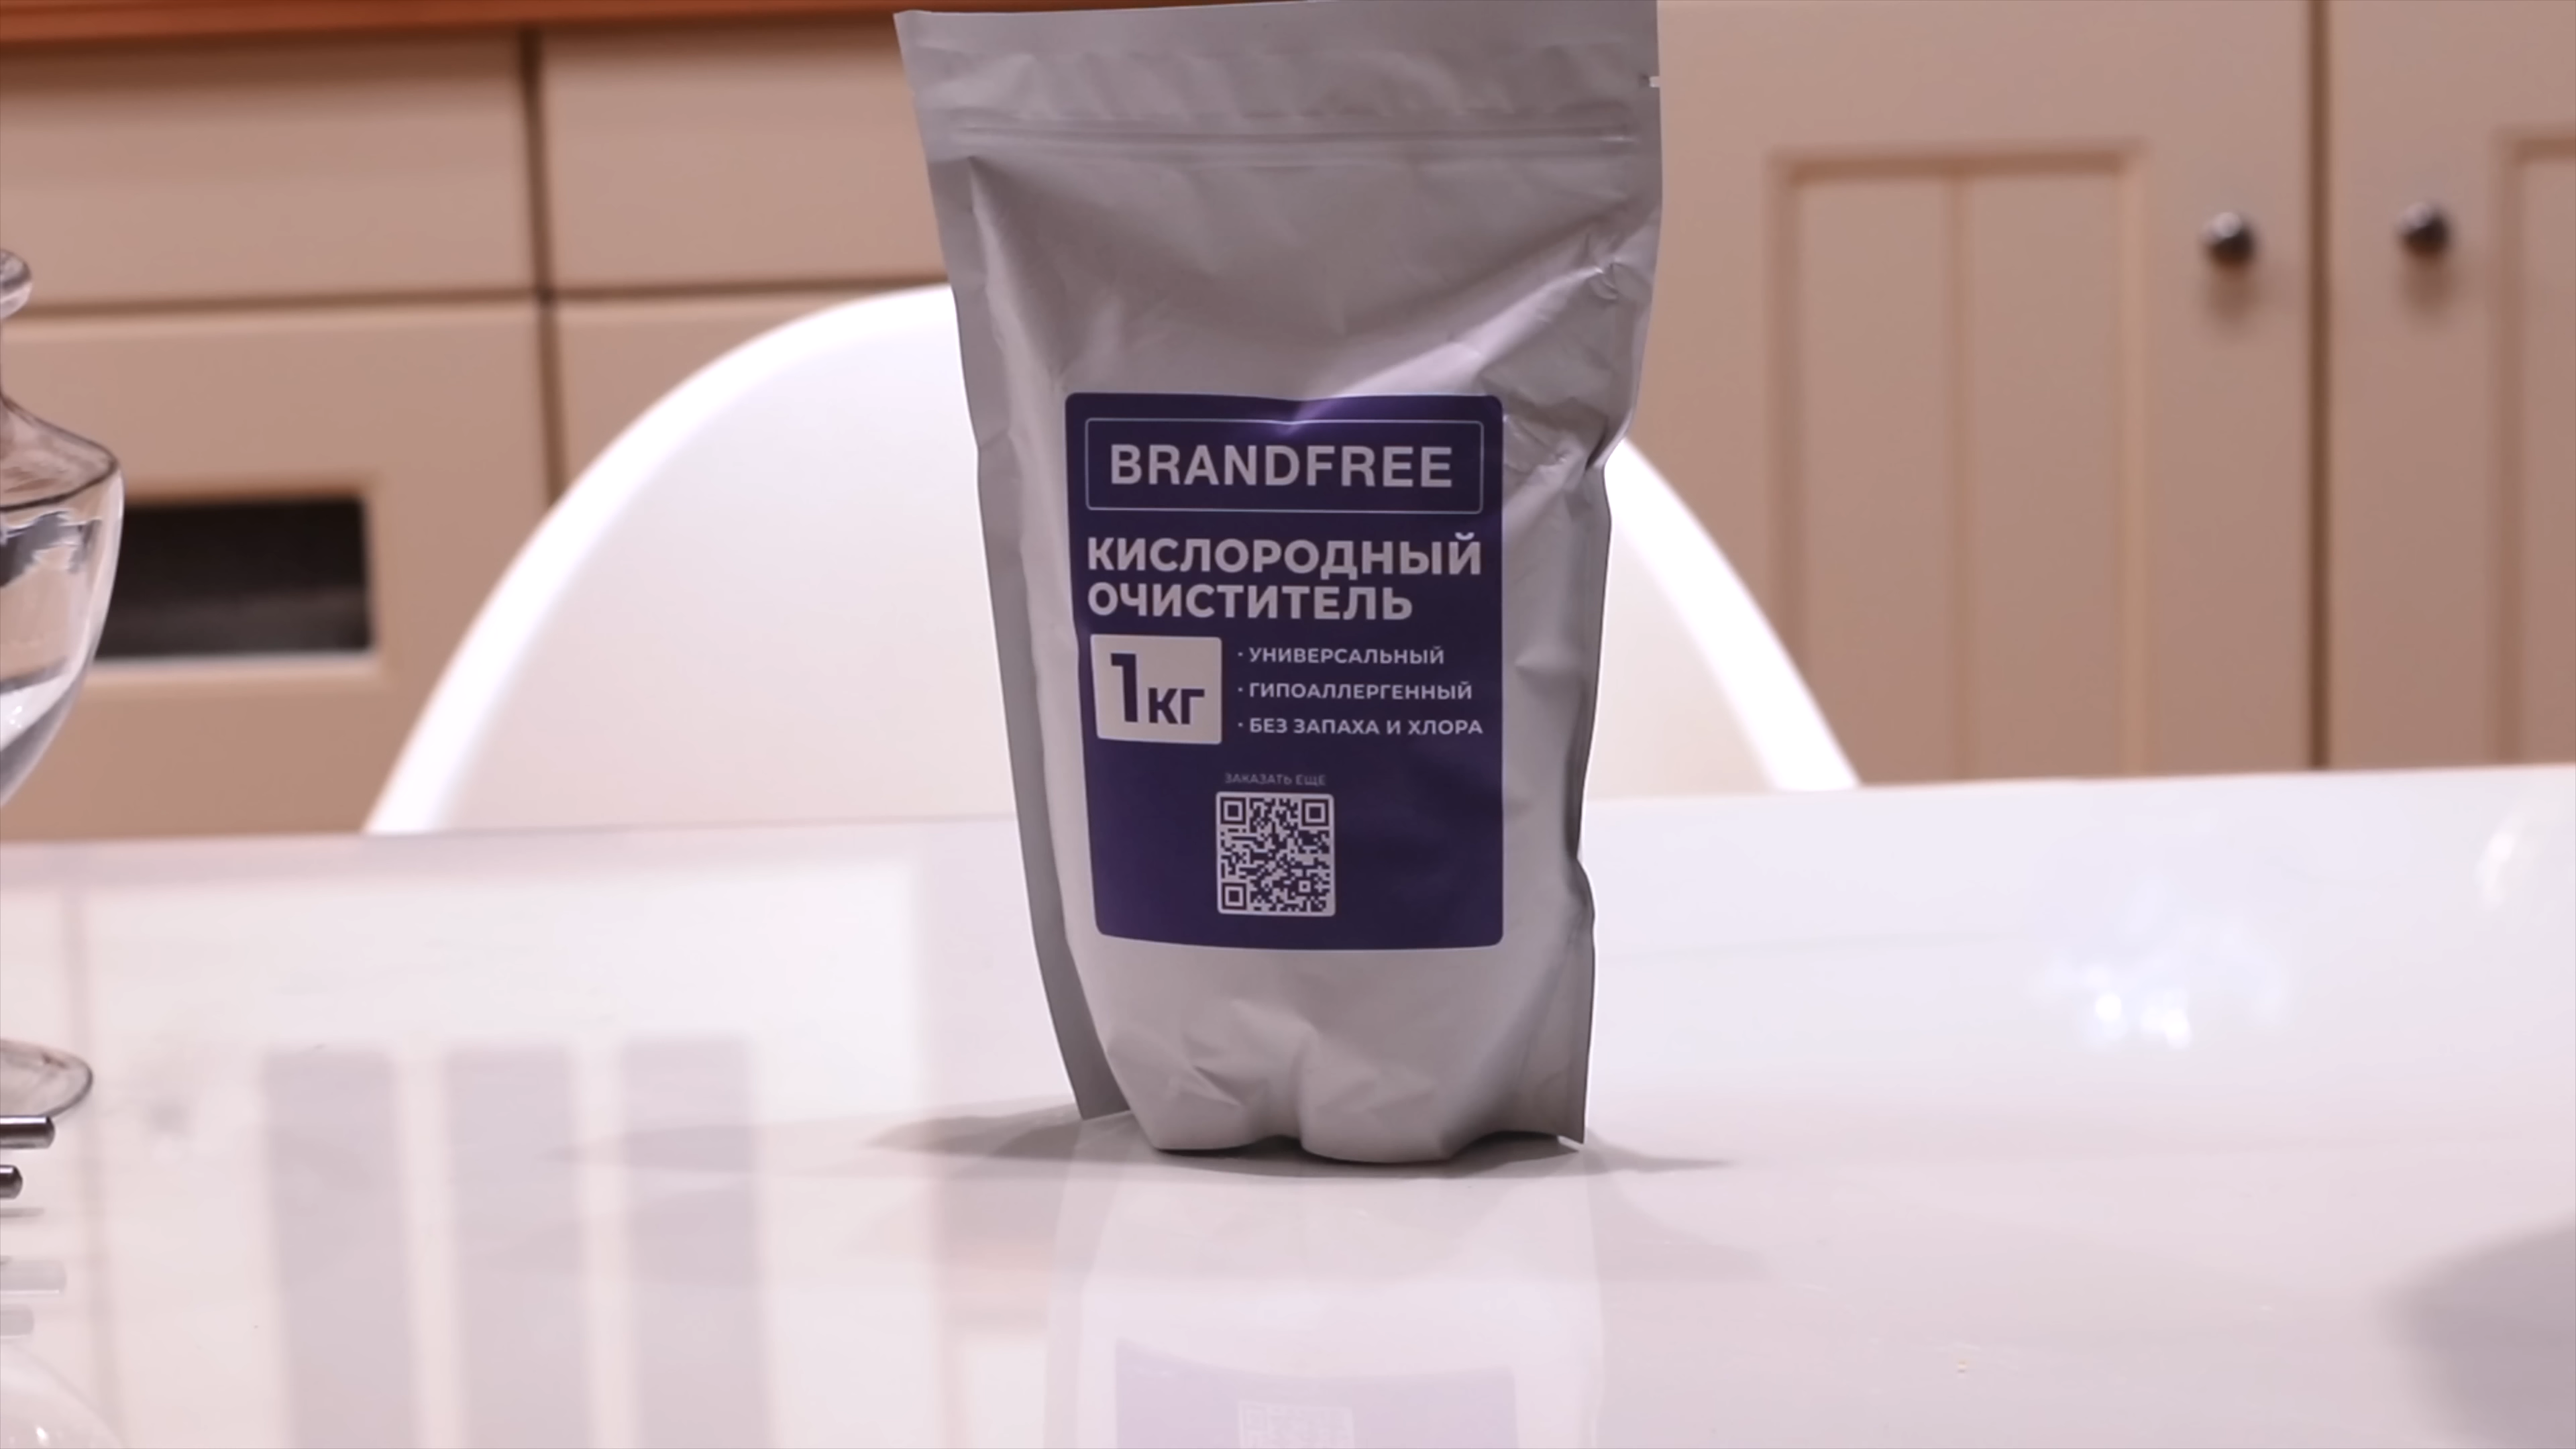 BRANDFREE
КИСЛОРОДНЫЙ
ОЧИСТИТЕЛЬ
1кг
· УНИВЕРСАЛЬНЫЙ
· ГИПОАЛЛЕРГЕННЫЙ
· БЕЗ ЗАПАХА И ХЛОРА
ЗАКАЗАТЬ ЕЩЕ